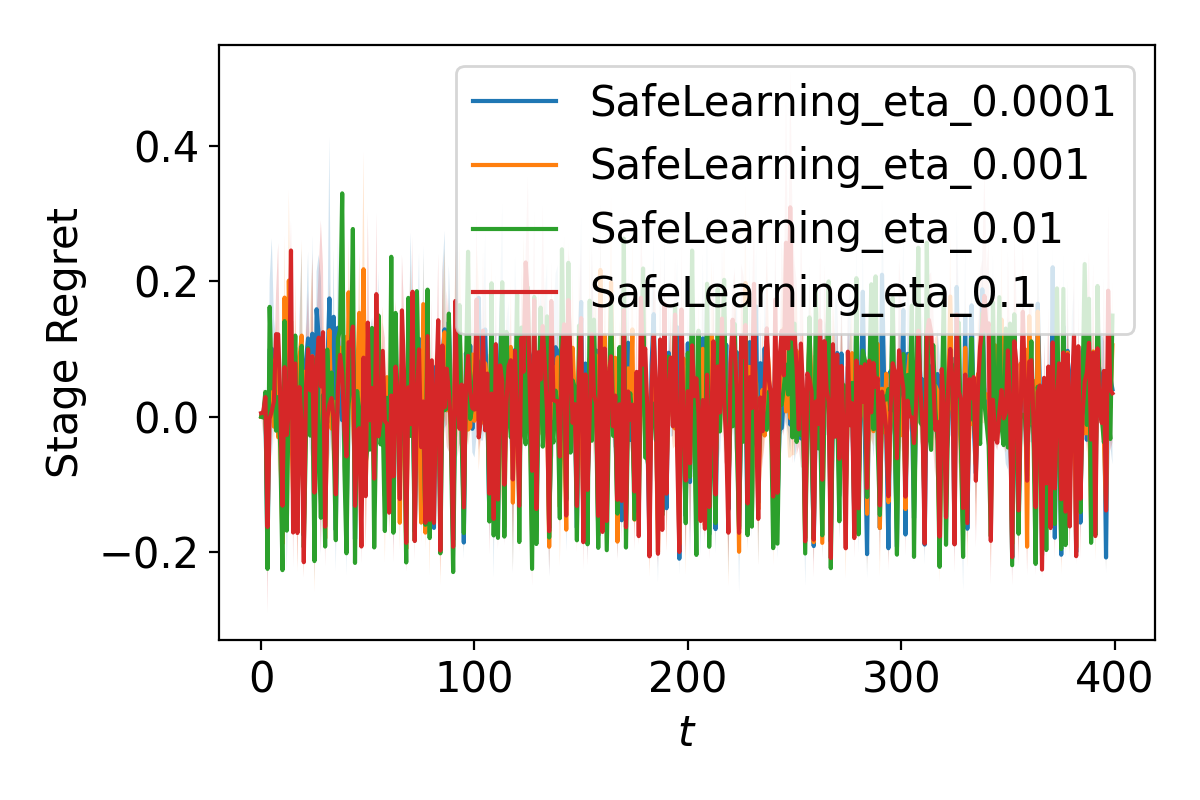 SafeLearning_eta_0.0001
SafeLearning_eta_0.001
SafeLearning_eta_0.01
SafeLearning_eta_0.1
Stage Regret
0.4
0.2
0.0
−0.2
0 100 200 300 400
t